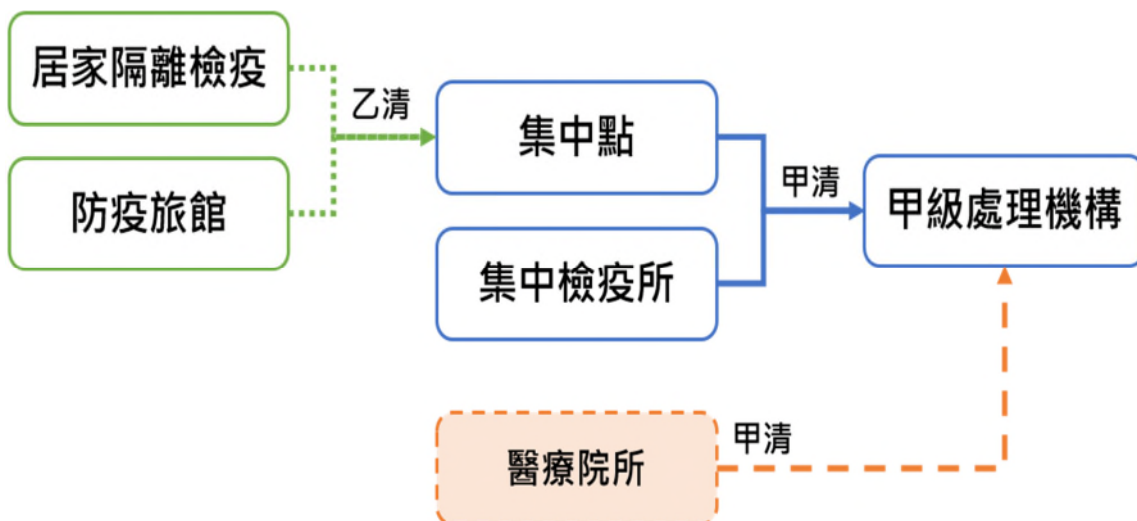 居家隔離檢疫
防疫旅館
乙清
集中點
集中檢疫所
甲清
甲級處理機構
醫療院所
甲清